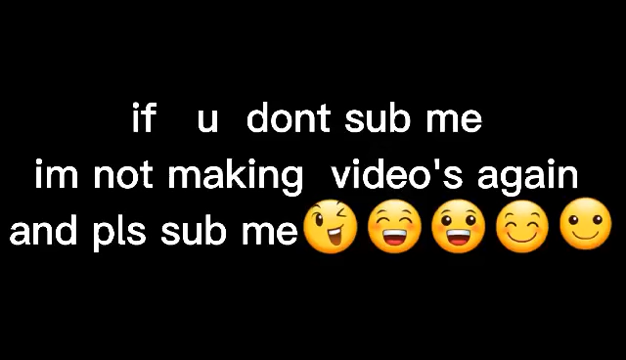 if u dont sub me
im not making video's again
and pls sub me😜😄😃😊🙂